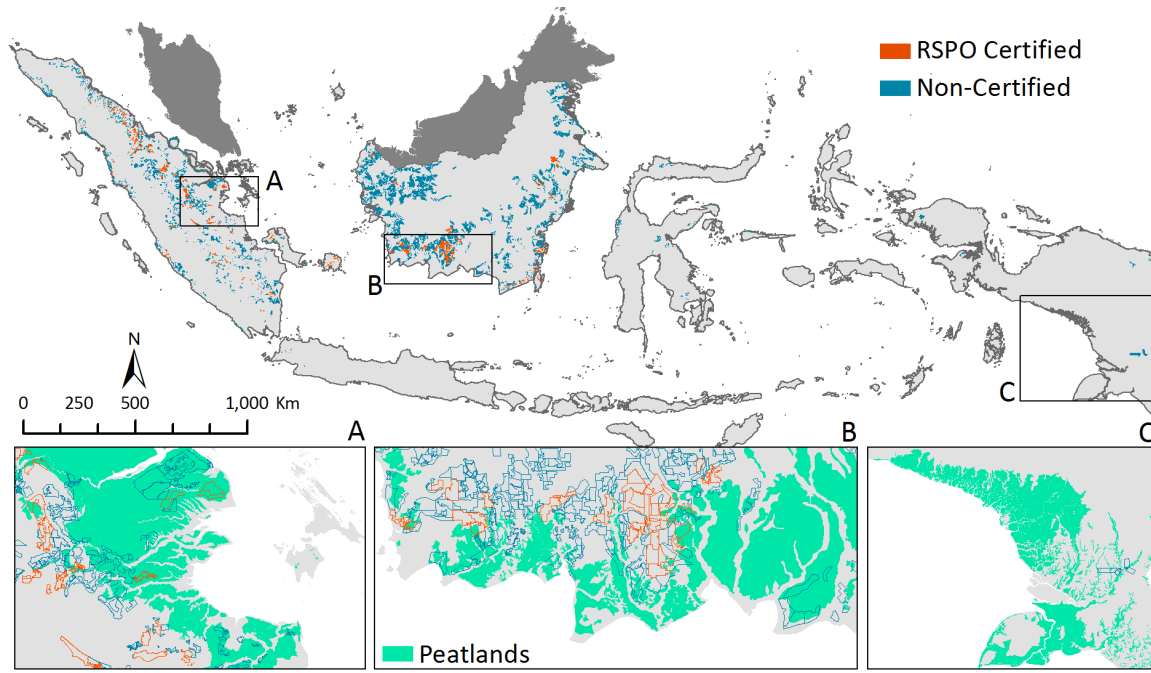 RSPO Certified
Non-Certified
A
B
C
N
0 250 500 1,000 Km
A
B
C
Peatlands